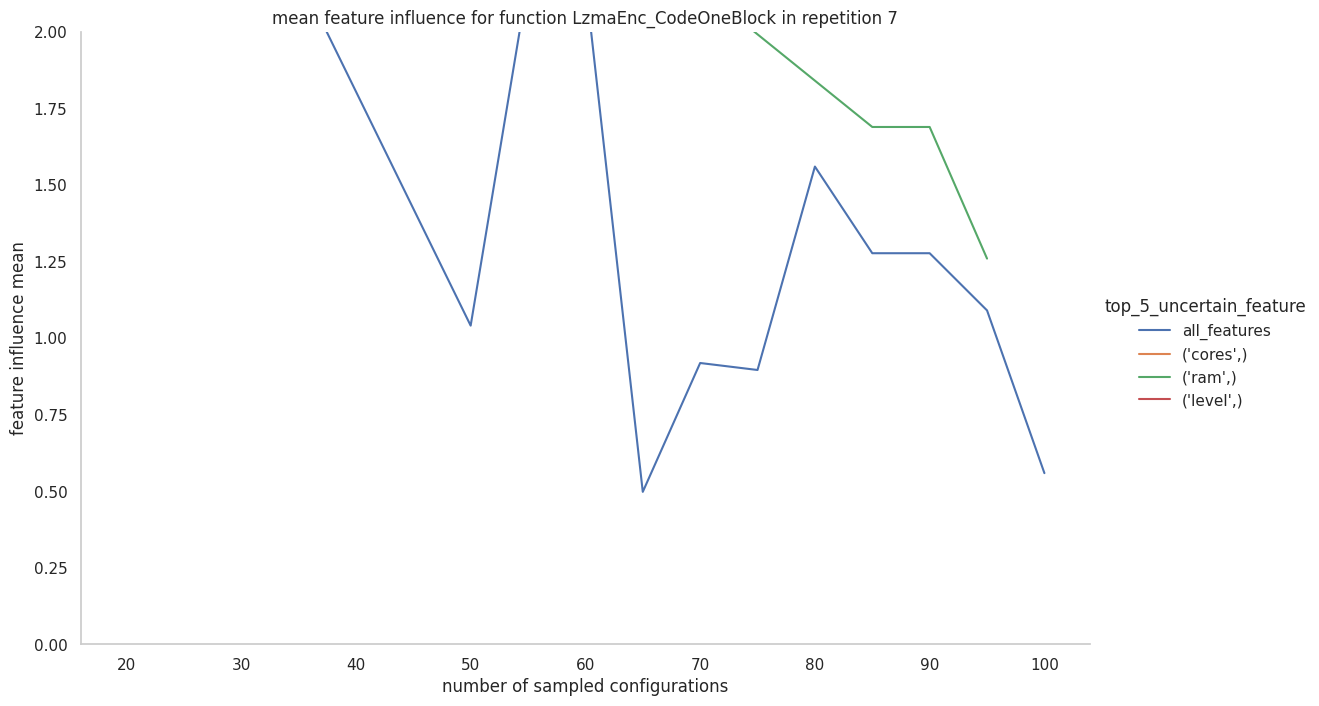 mean feature influence for function LzmaEnc_CodeOneBlock in repetition 7
2.00
1.75
1.50
1.25
1.00
0.75
0.50
0.25
0.00
feature influence mean
20 30 40 50 60 70 80 90 100
number of sampled configurations
top_5_uncertain_feature
all_features
('cores',)
('ram',)
('level',)